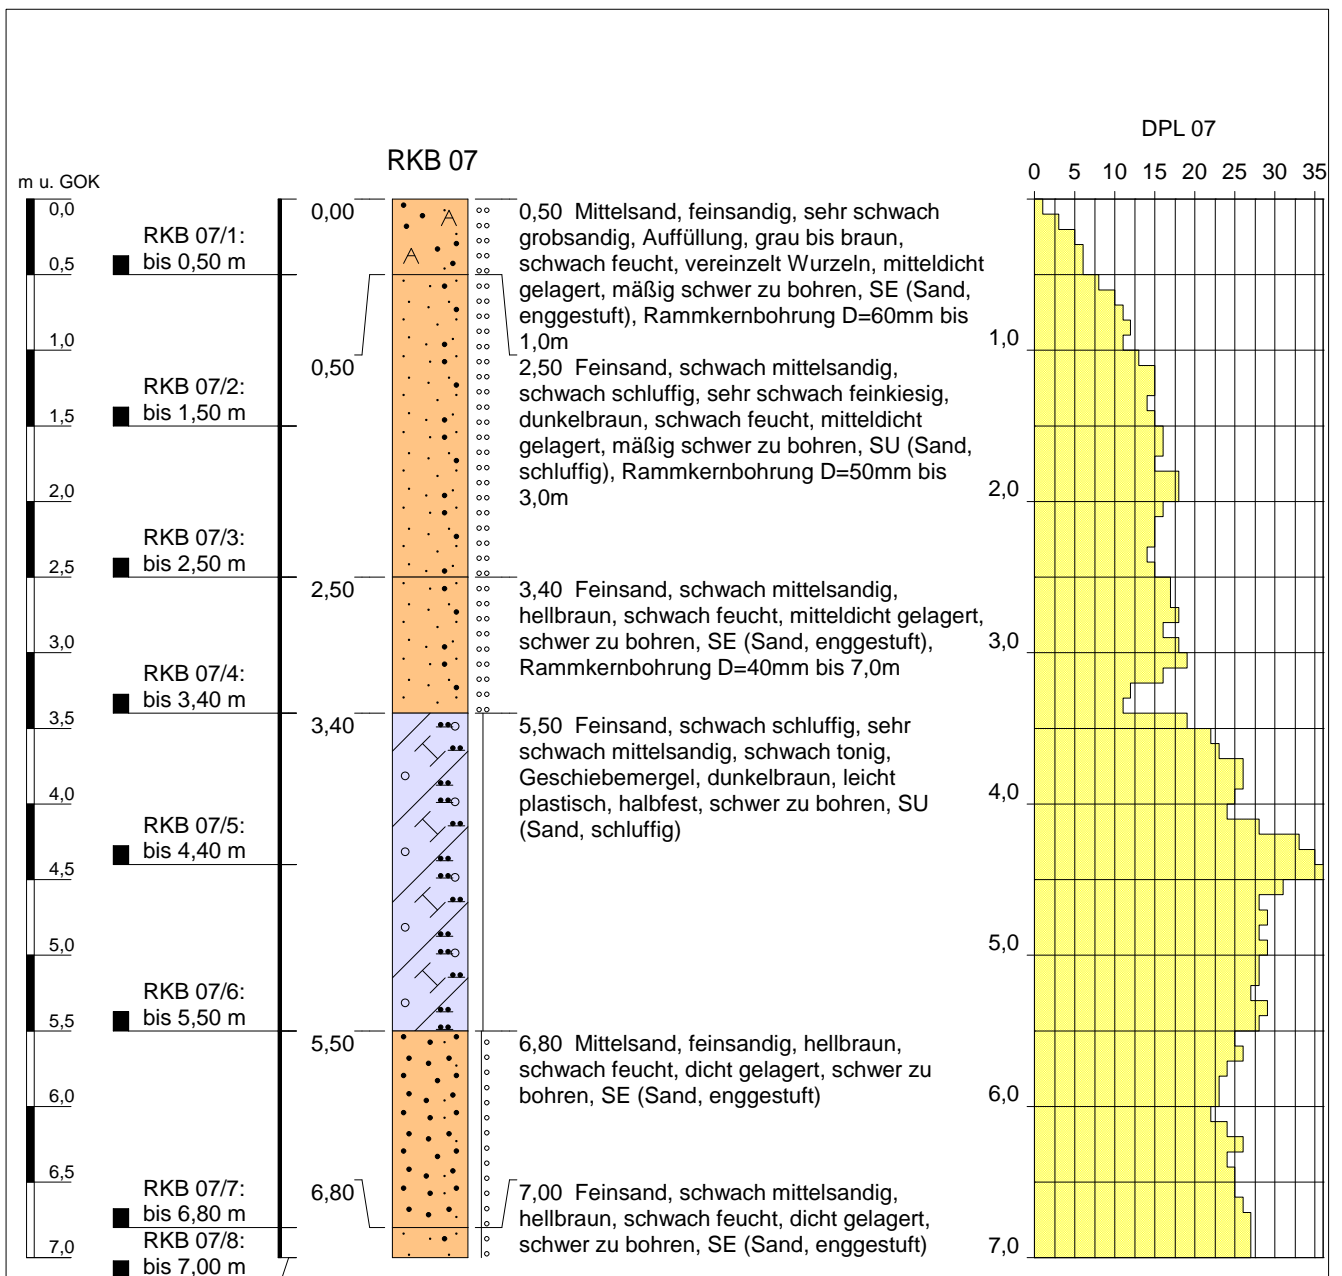 DPL 07
RKB 07
0 5 10 15 20 25 30 35
m u. GOK
0,0
0,5
1,0
1,5
2,0
2,5
3,0
3,5
4,0
4,5
5,0
5,5
6,0
6,5
7,0
RKB 07/1:
bis 0,50 m
RKB 07/2:
bis 1,50 m
RKB 07/3:
bis 2,50 m
RKB 07/4:
bis 3,40 m
RKB 07/5:
bis 4,40 m
RKB 07/6:
bis 5,50 m
RKB 07/7:
bis 6,80 m
RKB 07/8:
bis 7,00 m
0,00
0,50
2,50
3,40
5,50
6,80
A
A
0,50 Mittelsand, feinsandig, sehr schwach
grobsandig, Auffüllung, grau bis braun,
schwach feucht, vereinzelt Wurzeln, mitteldicht
gelagert, mäßig schwer zu bohren, SE (Sand,
enggestuft), Rammkernbohrung D=60mm bis
1,0m
2,50 Feinsand, schwach mittelsandig,
schwach schluffig, sehr schwach feinkiesig,
dunkelbraun, schwach feucht, mitteldicht
gelagert, mäßig schwer zu bohren, SU (Sand,
schluffig), Rammkernbohrung D=50mm bis
3,0m
3,40 Feinsand, schwach mittelsandig,
hellbraun, schwach feucht, mitteldicht gelagert,
schwer zu bohren, SE (Sand, enggestuft),
Rammkernbohrung D=40mm bis 7,0m
5,50 Feinsand, schwach schluffig, sehr
schwach mittelsandig, schwach tonig,
Geschiebemergel, dunkelbraun, leicht
plastisch, halbfest, schwer zu bohren, SU
(Sand, schluffig)
6,80 Mittelsand, feinsandig, hellbraun,
schwach feucht, dicht gelagert, schwer zu
bohren, SE (Sand, enggestuft)
7,00 Feinsand, schwach mittelsandig,
hellbraun, schwach feucht, dicht gelagert,
schwer zu bohren, SE (Sand, enggestuft)
1,0
2,0
3,0
4,0
5,0
6,0
7,0